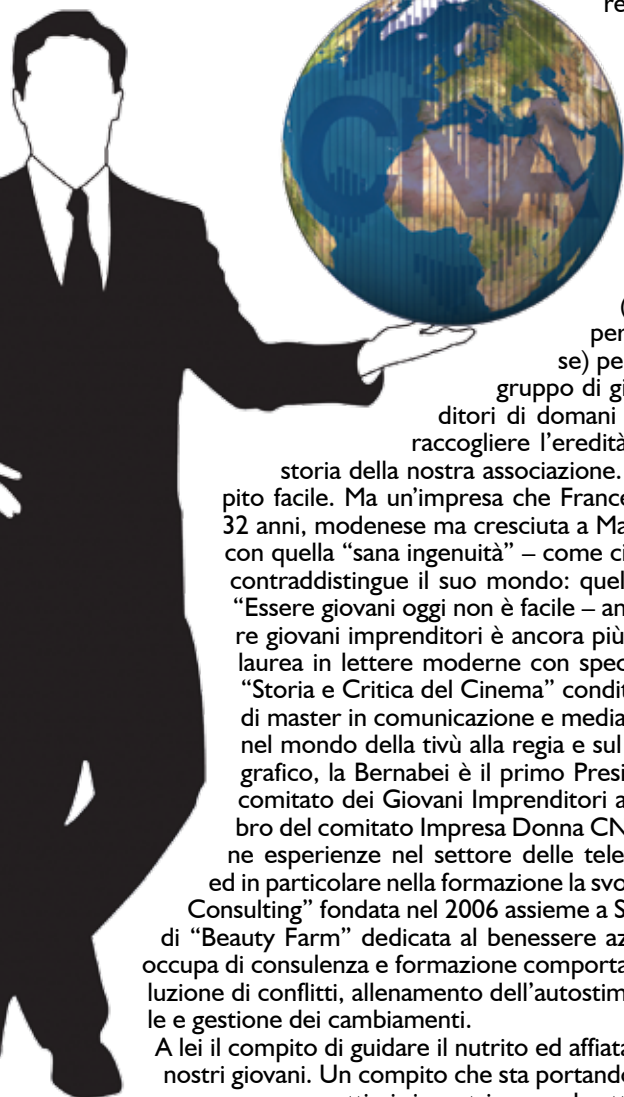 re
CNA
(
per
se) pe
gruppo di gi
ditori di domani
raccogliere l’eredità
storia della nostra associazione.
pito facile. Ma un’impresa che France
32 anni, modenese ma cresciuta a Ma
con quella “sana ingenuità” – come ci
contraddistingue il suo mondo: quel
“Essere giovani oggi non è facile – an
re giovani imprenditori è ancora più
laurea in lettere moderne con spec
“Storia e Critica del Cinema” condit
di master in comunicazione e media
nel mondo della tivù alla regia e sul
grafico, la Bernabei è il primo Presi
comitato dei Giovani Imprenditori a
bro del comitato Impresa Donna CN
ne esperienze nel settore delle tele
ed in particolare nella formazione la svo
Consulting” fondata nel 2006 assieme a S
di “Beauty Farm” dedicata al benessere az
occupa di consulenza e formazione comporta
luzione di conflitti, allenamento dell’autostim
le e gestione dei cambiamenti.
A lei il compito di guidare il nutrito ed affiata
nostri giovani. Un compito che sta portando